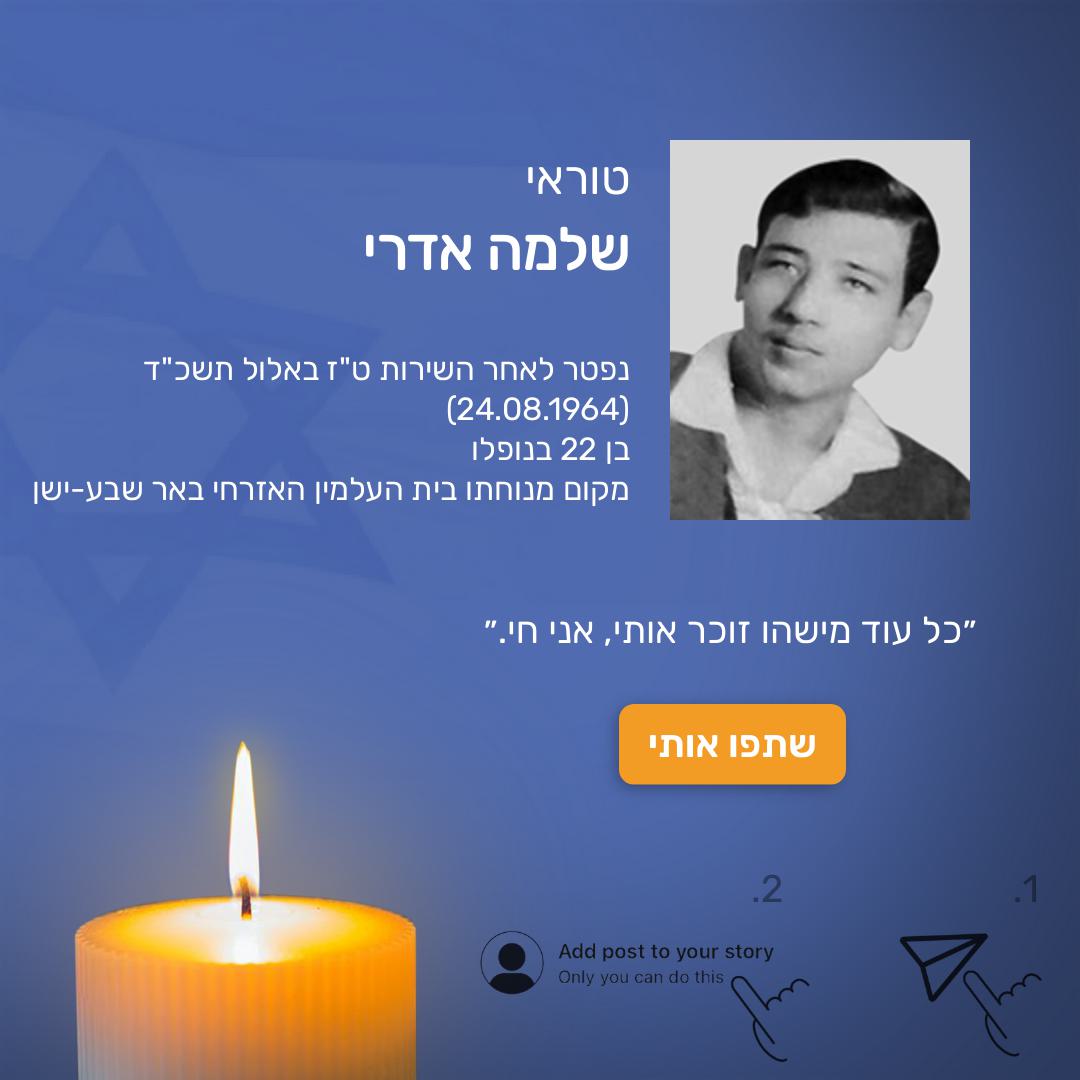 טוראי
שלמה אדרי
נפטר לאחר השירות ט"ז באלול תשכ"ד
(24.08.1964)
בן 22 בנופלו
מקום מנוחתו בית העלמין האזרחי באר שבע-ישן
״כל עוד מישהו זוכר אותי, אני חי.״
שתפו אותי
1.
2.
Add post to your story
Only you can do this